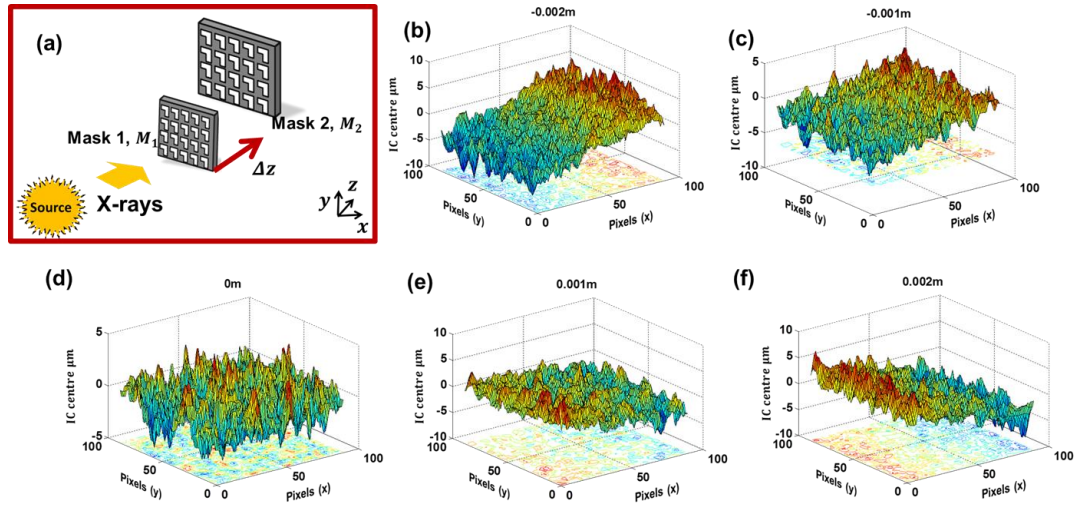 (a)
Mask 1, M₁
Mask 2, M₂
Δz
Source
X-rays
y
z
x
(b)
-0.002m
IC centre μm
10
5
0
-5
-10
100
50
0
Pixels (y)
0
50
100
Pixels (x)
(c)
-0.001m
IC centre μm
5
0
-5
-10
100
50
0
Pixels (y)
0
50
100
Pixels (x)
(d)
0m
IC centre μm
5
0
-5
100
50
0
Pixels (y)
0
50
100
Pixels (x)
(e)
0.001m
IC centre μm
10
5
0
-5
-10
100
50
0
Pixels (y)
0
50
100
Pixels (x)
(f)
0.002m
IC centre μm
10
5
0
-5
-10
100
50
0
Pixels (y)
0
50
100
Pixels (x)